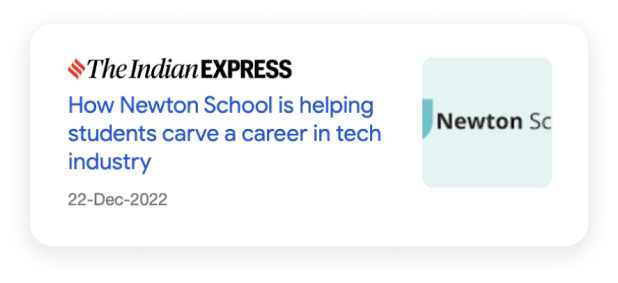 The Indian EXPRESS
How Newton School is helping
students carve a career in tech
industry
22-Dec-2022
Newton Sc